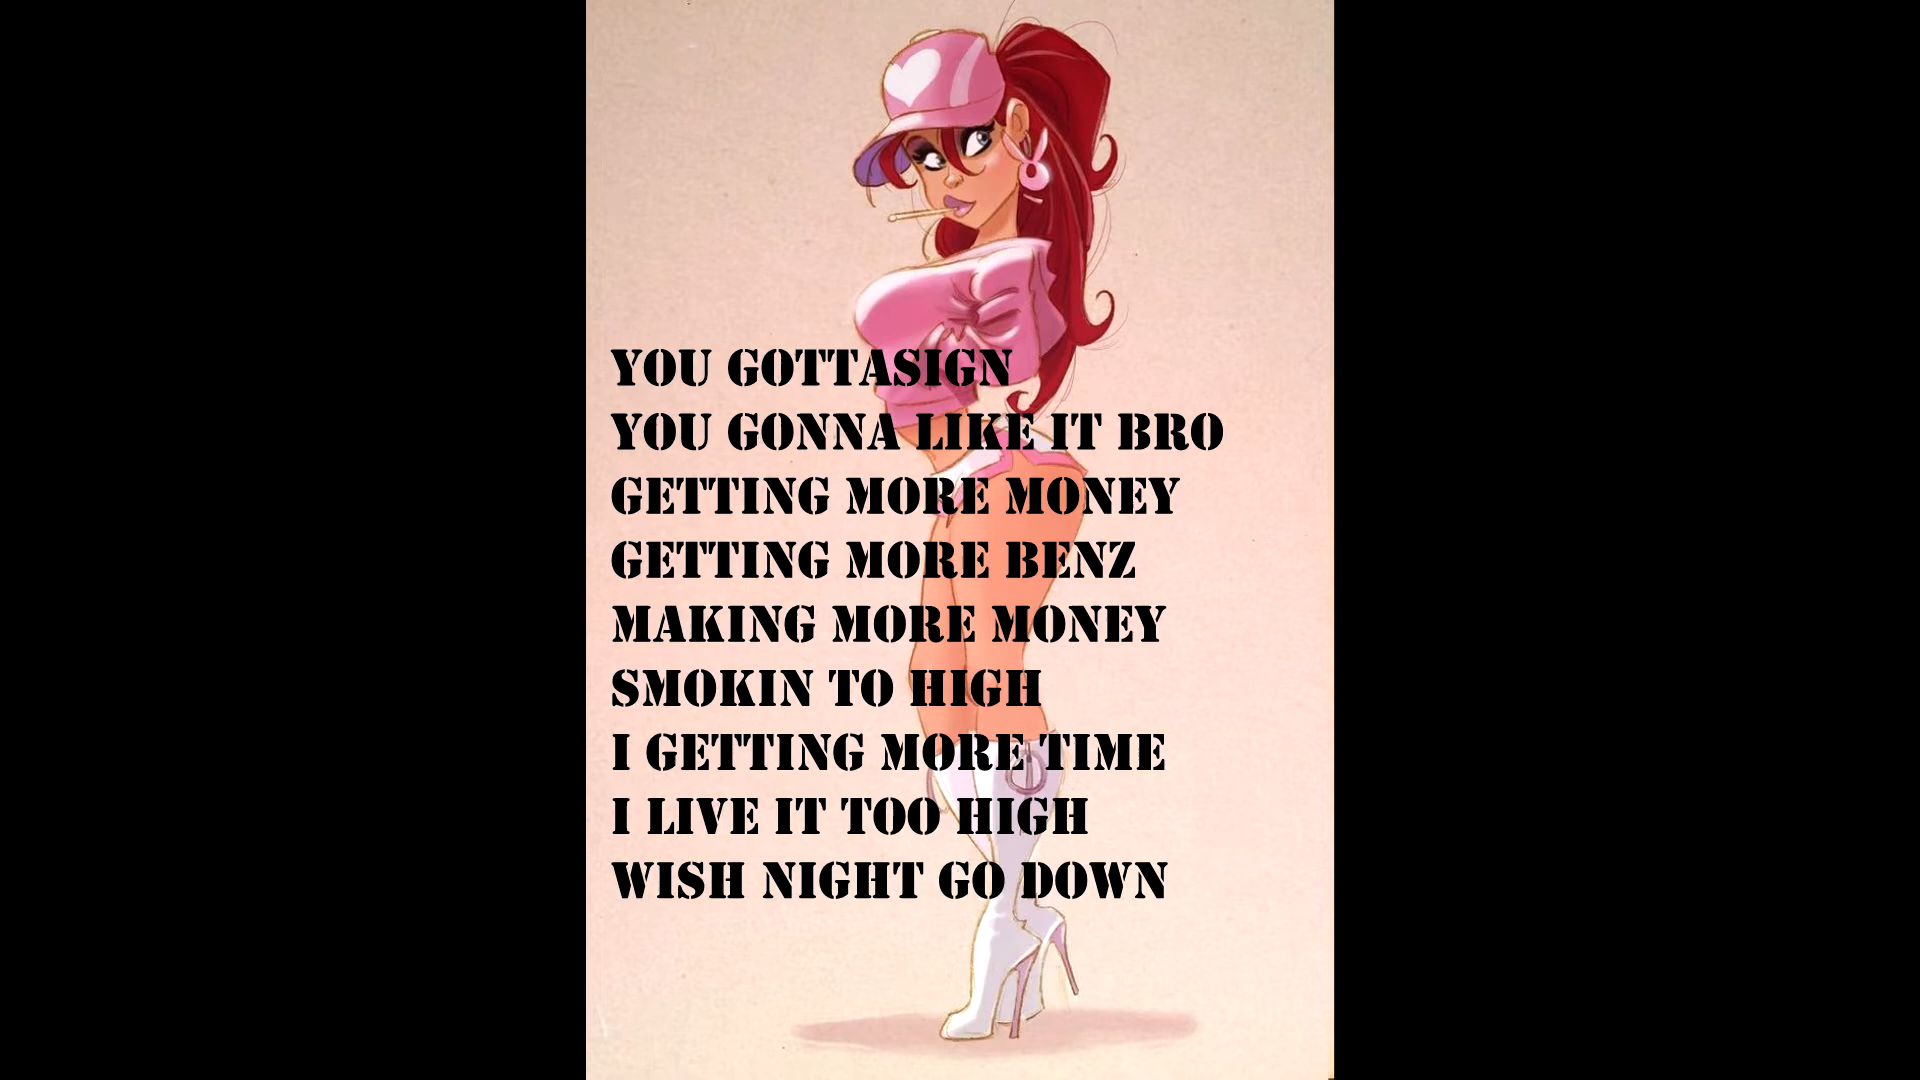 YOU GOTTASIGN
YOU GONNA LIKE IT BRO
GETTING MORE MONEY
GETTING MORE BENZ
MAKING MORE MONEY
SMOKIN TO HIGH
I GETTING MORE TIME
I LIVE IT TOO HIGH
WISH NIGHT GO DOWN